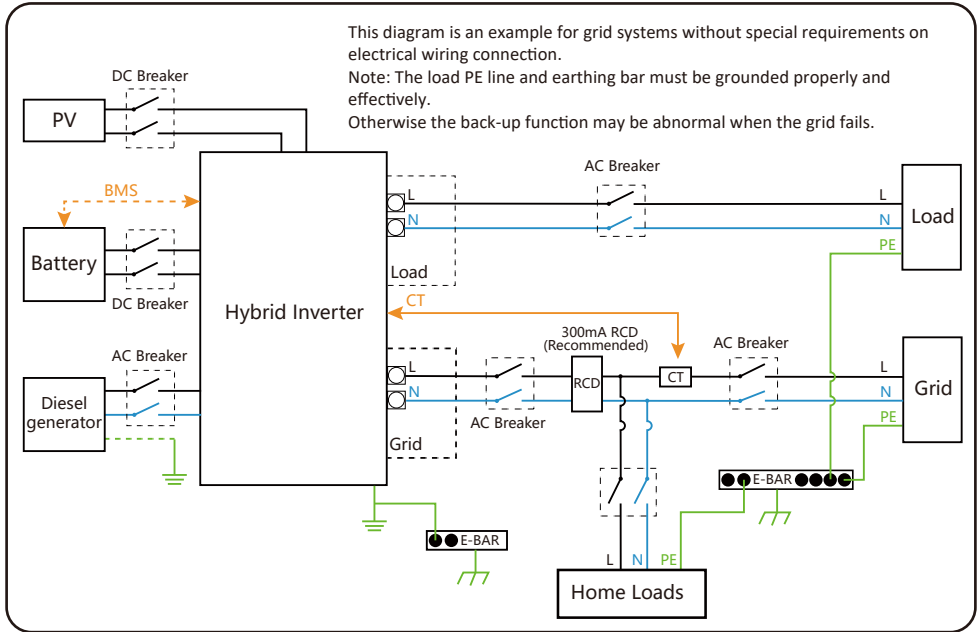 This diagram is an example for grid systems without special requirements on
electrical wiring connection.
Note: The load PE line and earthing bar must be grounded properly and
effectively.
Otherwise the back-up function may be abnormal when the grid fails.
DC Breaker
PV
AC Breaker
BMS
L
L
N
N
Load
PE
Battery
Load
DC Breaker
CT
Hybrid Inverter
300mA RCD
(Recommended)
AC Breaker
AC Breaker
L
RCD
CT
L
N
N
Grid
Diesel
generator
AC Breaker
PE
Grid
E-BAR
E-BAR
L
N
PE
Home Loads